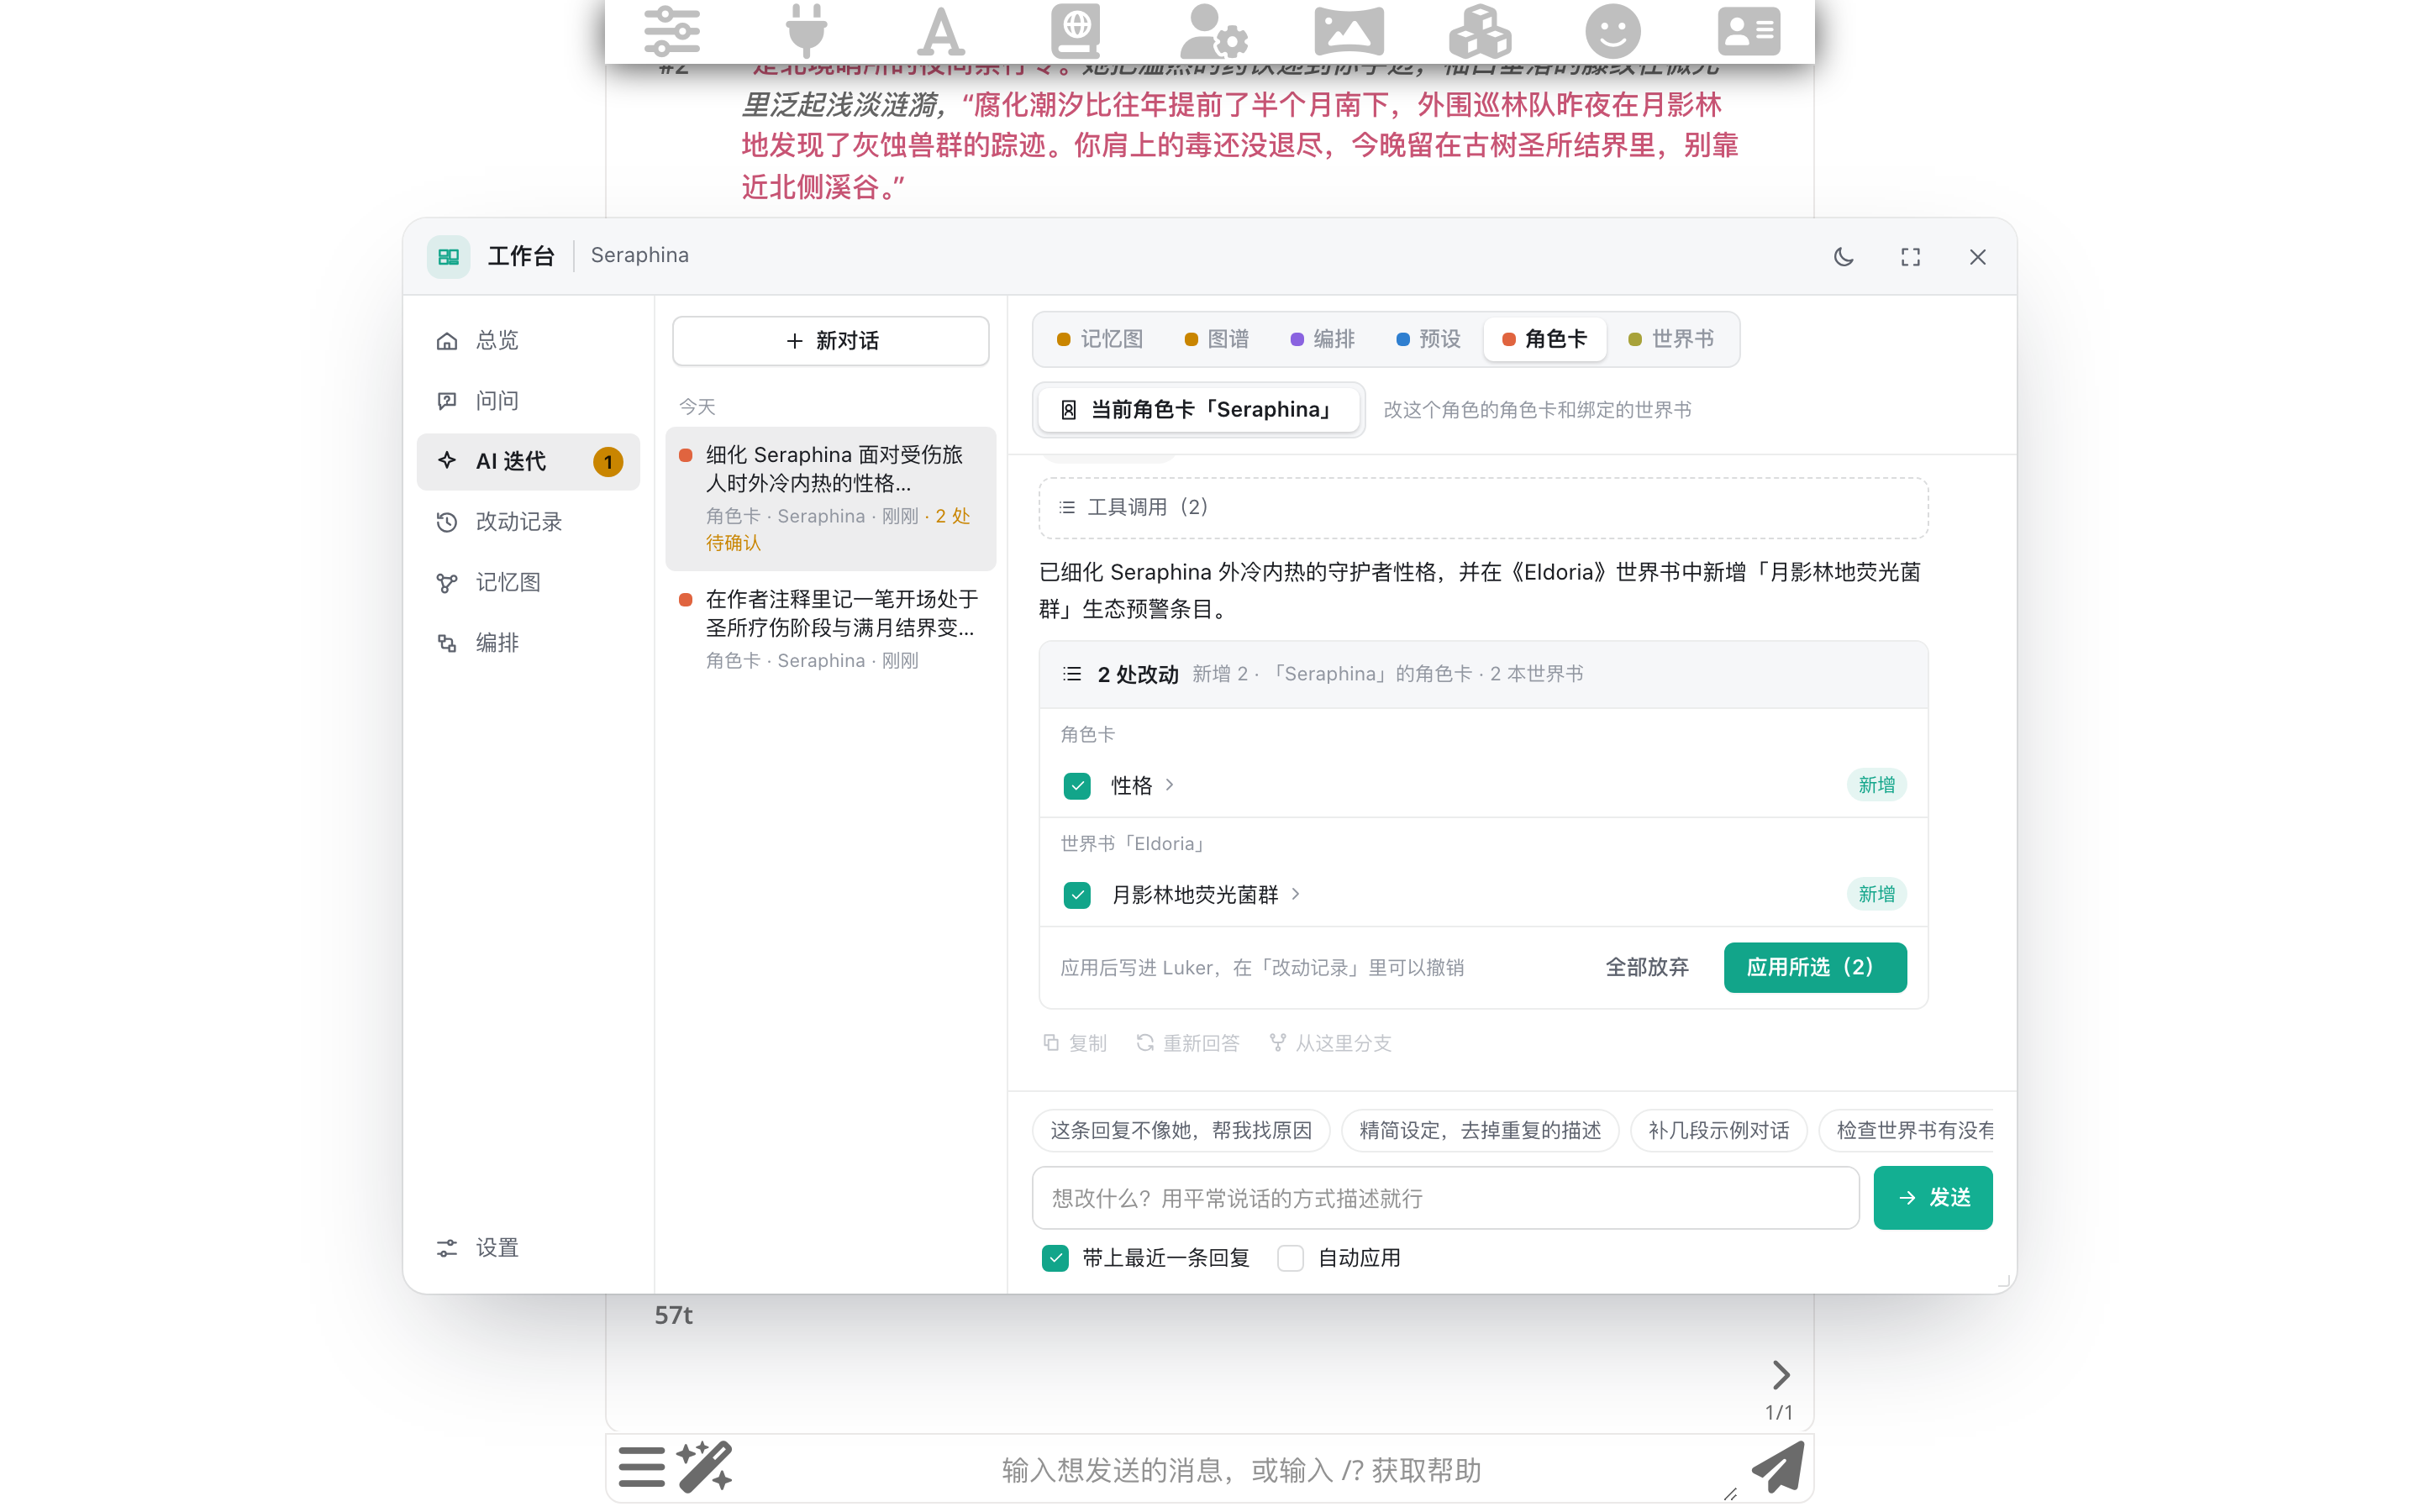 #2
“腐化潮汐比往年提前了半个月南下，外围巡林队昨夜在月影林
里泛起浅淡涟漪，
地发现了灰蚀兽群的踪迹。你肩上的毒还没退尽，今晚留在古树圣所结界里，别靠
近北侧溪谷。”
工作台
Seraphina
总览
问问
AI 迭代
1
改动记录
记忆图
编排
设置
新对话
今天
细化 Seraphina 面对受伤旅
人时外冷内热的性格...
角色卡 · Seraphina · 刚刚 · 2 处
待确认
在作者注释里记一笔开场处于
圣所疗伤阶段与满月结界变...
角色卡 · Seraphina · 刚刚
记忆图
图谱
编排
预设
角色卡
世界书
当前角色卡「Seraphina」
改这个角色的角色卡和绑定的世界书
工具调用（2）
已细化 Seraphina 外冷内热的守护者性格，并在《Eldoria》世界书中新增「月影林地荧光菌
群」生态预警条目。
2 处改动
新增 2 · 「Seraphina」的角色卡 · 2 本世界书
角色卡
性格
新增
世界书「Eldoria」
月影林地荧光菌群
新增
应用后写进 Luker，在「改动记录」里可以撤销
全部放弃
应用所选（2）
复制
重新回答
从这里分支
这条回复不像她，帮我找原因
精简设定，去掉重复的描述
补几段示例对话
检查世界书有没有
想改什么？用平常说话的方式描述就行
发送
带上最近一条回复
自动应用
57t
1/1
输入想发送的消息，或输入 /? 获取帮助